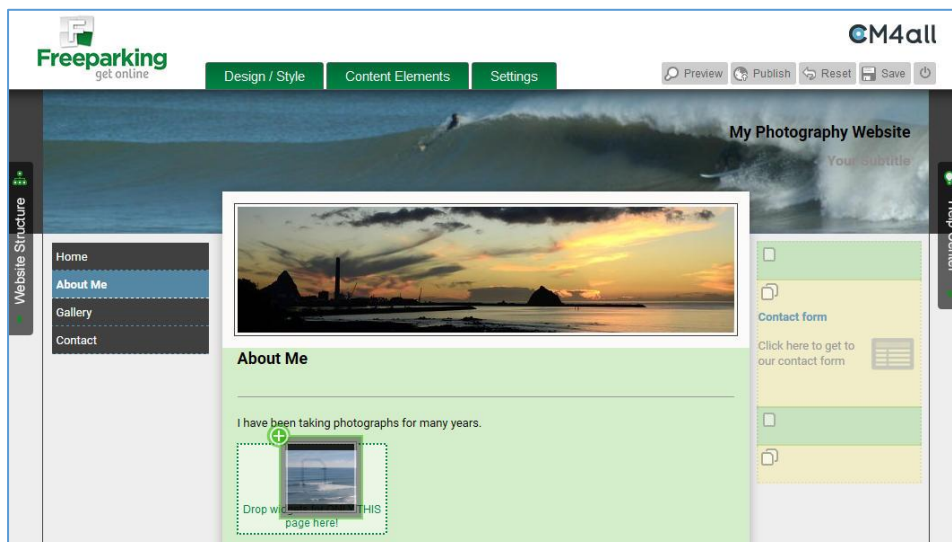 Freeparking
get online
CM4all
Design / Style
Content Elements
Settings
Preview
Publish
Reset
Save
My Photography Website
Your Subtitle
Website Structure
Help Center
Home
About Me
Gallery
Contact
Contact form
Click here to get to
our contact form
About Me
I have been taking photographs for many years.
Drop THIS
page here!